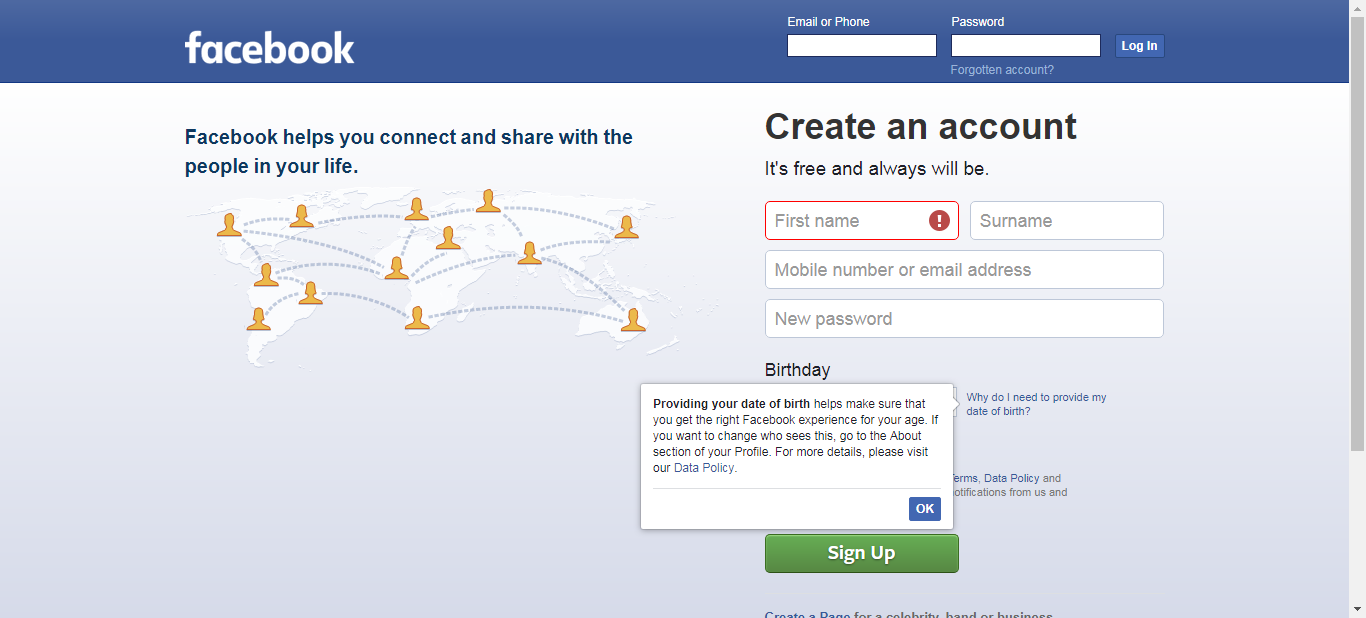 Email or Phone
Password
facebook
Log In
Forgotten account?
Create an account
Facebook helps you connect and share with the
people in your life.
It's free and always will be.
First name
Surname
Mobile number or email address
New password
Birthday
Providing your date of birth helps make sure that
you get the right Facebook experience for your age. If
you want to change who sees this, go to the About
section of your Profile. For more details, please visit
our Data Policy.
OK
Why do I need to provide my
date of birth?
Data Policy and
from us and
Sign Up
Create a Page for a celebrity, band or business.